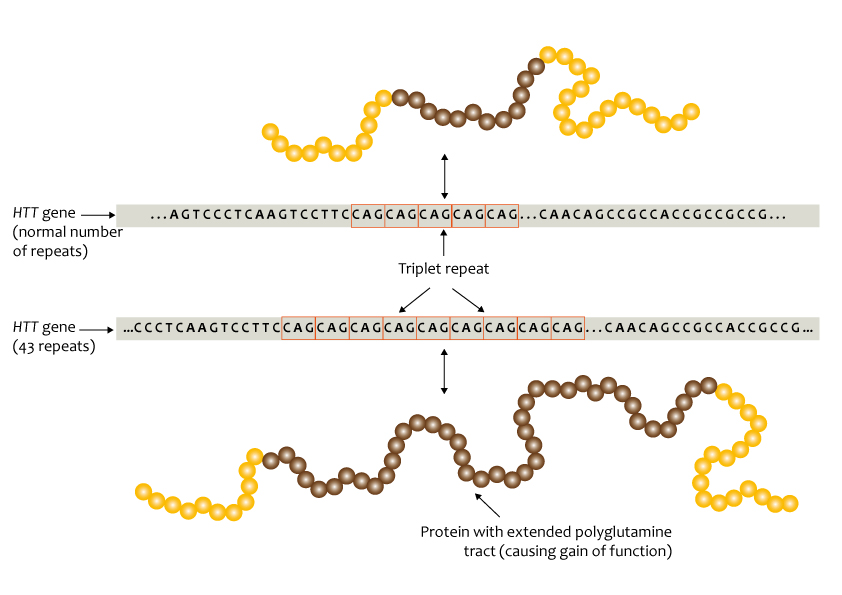 HTT gene
(normal number
of repeats)
...AGTCCCTCAAGTCCTTCCAGCAGCAGCAGCAG...CAACAGCCGCCACCGCCGCCG...
Triplet repeat
HTT gene
(43 repeats)
...CCCTCAAGTCCTTCCAGCAGCAGCAGCAGCAGCAGCAGCAG...CAACAGCCGCCACCGCCG...
Protein with extended polyglutamine
tract (causing gain of function)